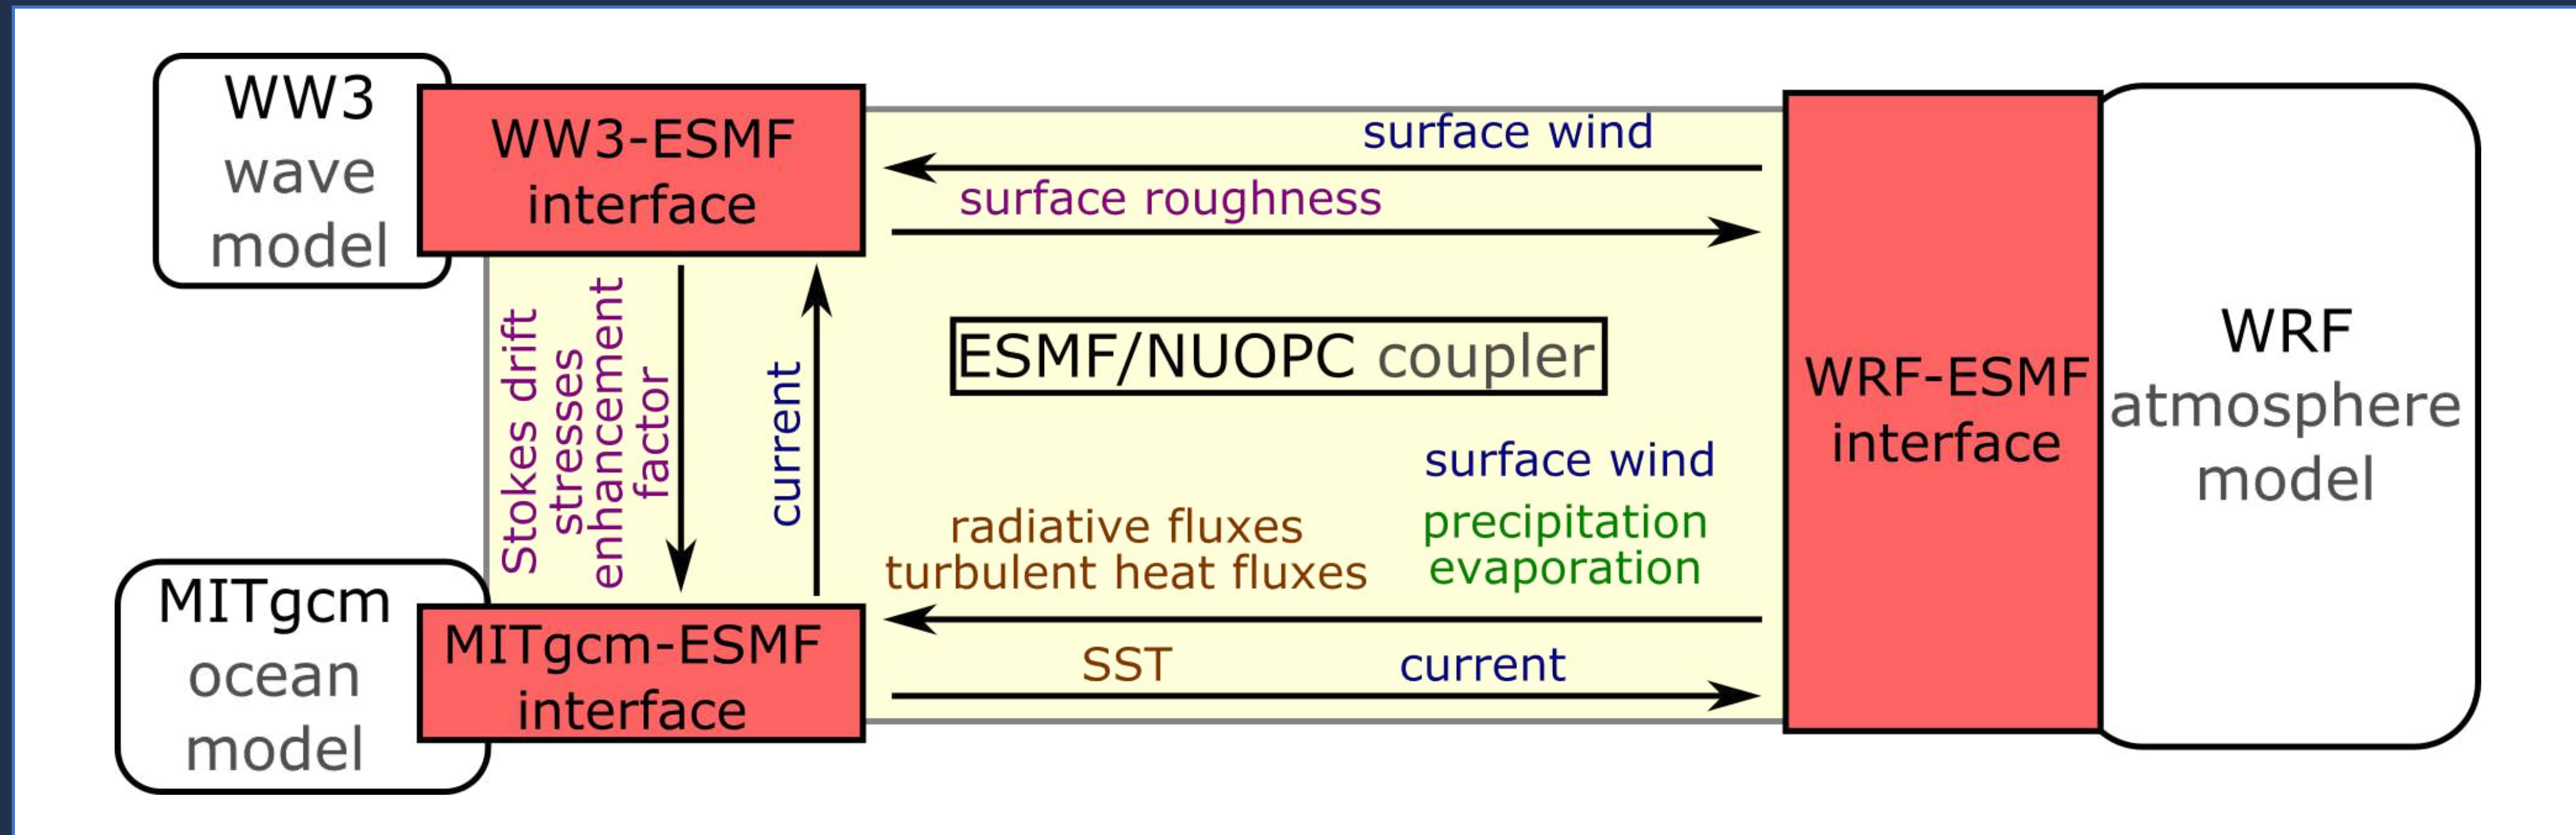 WW3
wave
model
WW3-ESMF
interface
surface wind
surface roughness
Stokes drift
stresses
enhancement
factor
current
ESMF/NUOPC coupler
surface wind
radiative fluxes
turbulent heat fluxes
precipitation
evaporation
SST
current
MITgcm
ocean
model
MITgcm-ESMF
interface
WRF-ESMF
interface
WRF
atmosphere
model